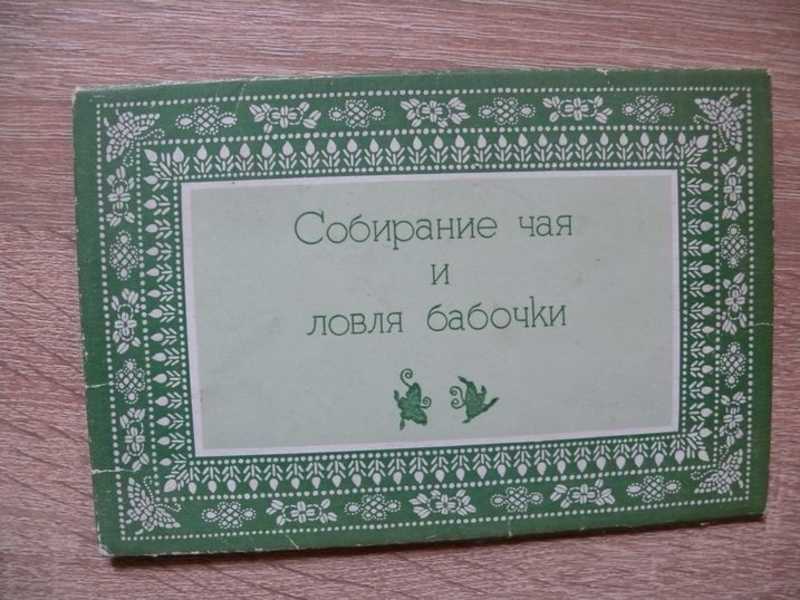 Собирание чая
и
ловля бабочки